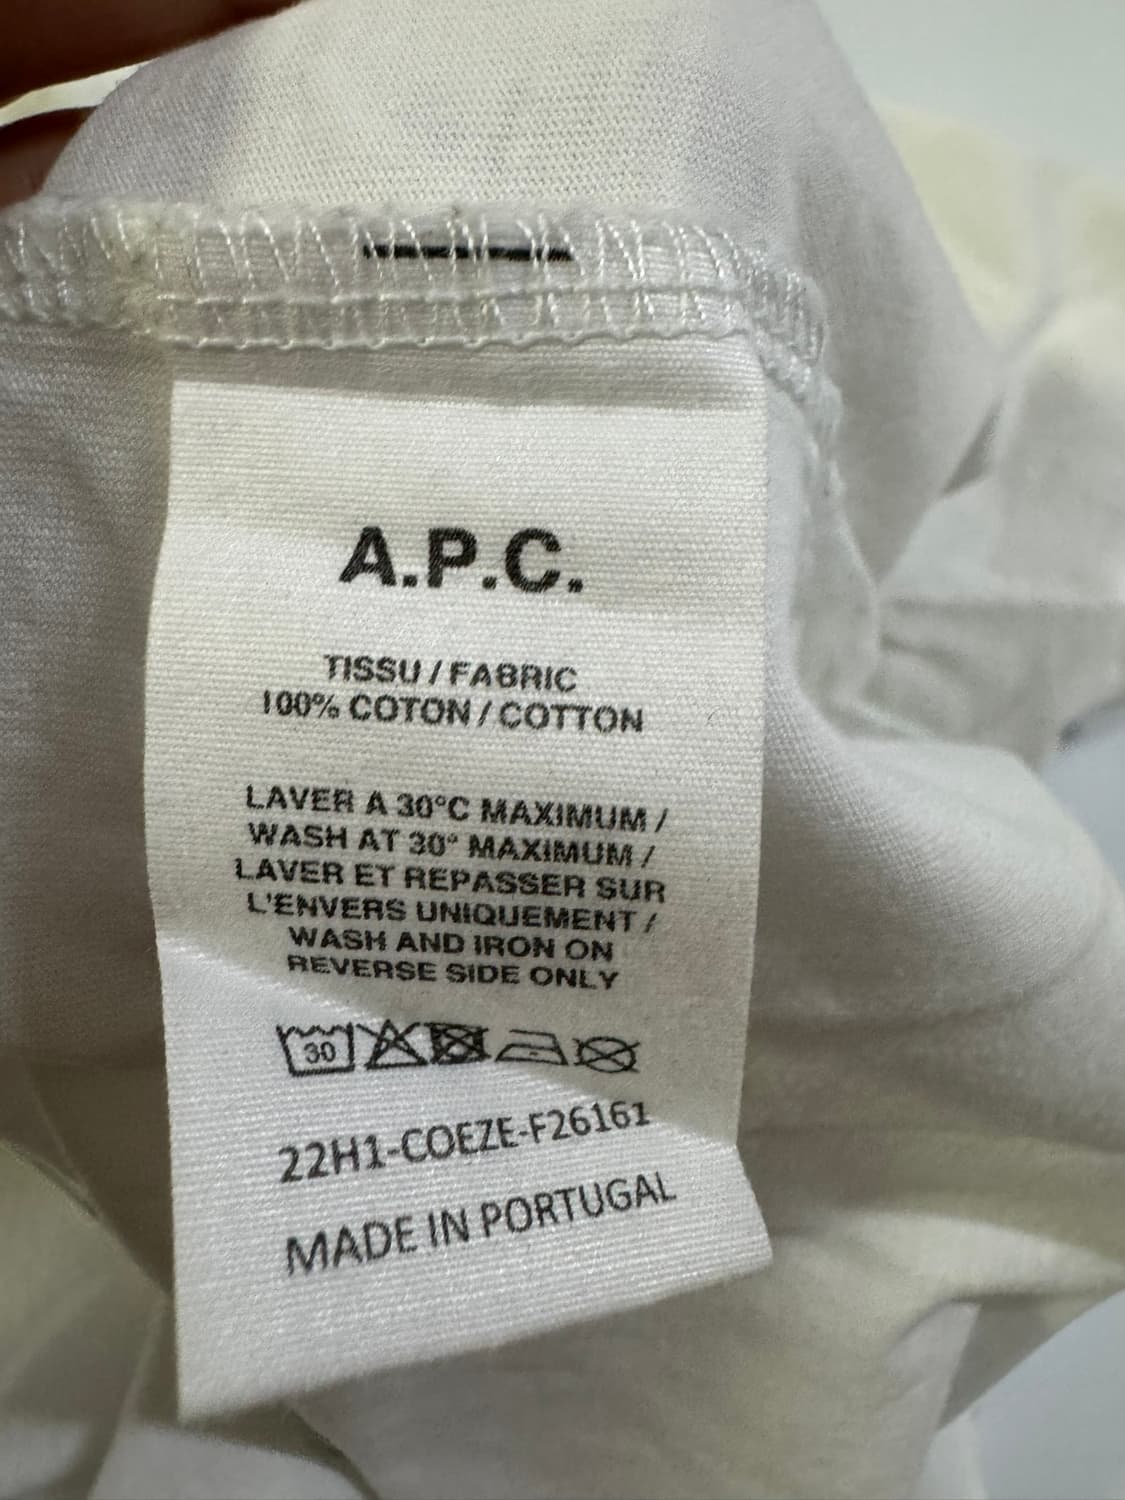 A.P.C.
TISSU / FABRIC
100% COTON / COTTON
LAVER A 30°C MAXIMUM /
WASH AT 30° MAXIMUM /
LAVER ET REPASSER SUR
L'ENVERS UNIQUEMENT /
WASH AND IRON ON
REVERSE SIDE ONLY
30
22H1-COEZE-F26161
MADE IN PORTUGAL